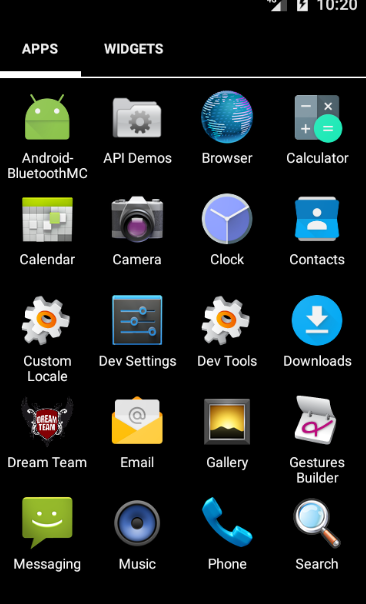 10:20
APPS WIDGETS
Android-
BluetoothMC
API Demos
Browser
Calculator
Calendar
Camera
Clock
Contacts
Custom
Locale
Dev Settings
Dev Tools
Downloads
DREAM
TEAM
Dream Team
Email
Gallery
Gestures
Builder
Messaging
Music
Phone
Search